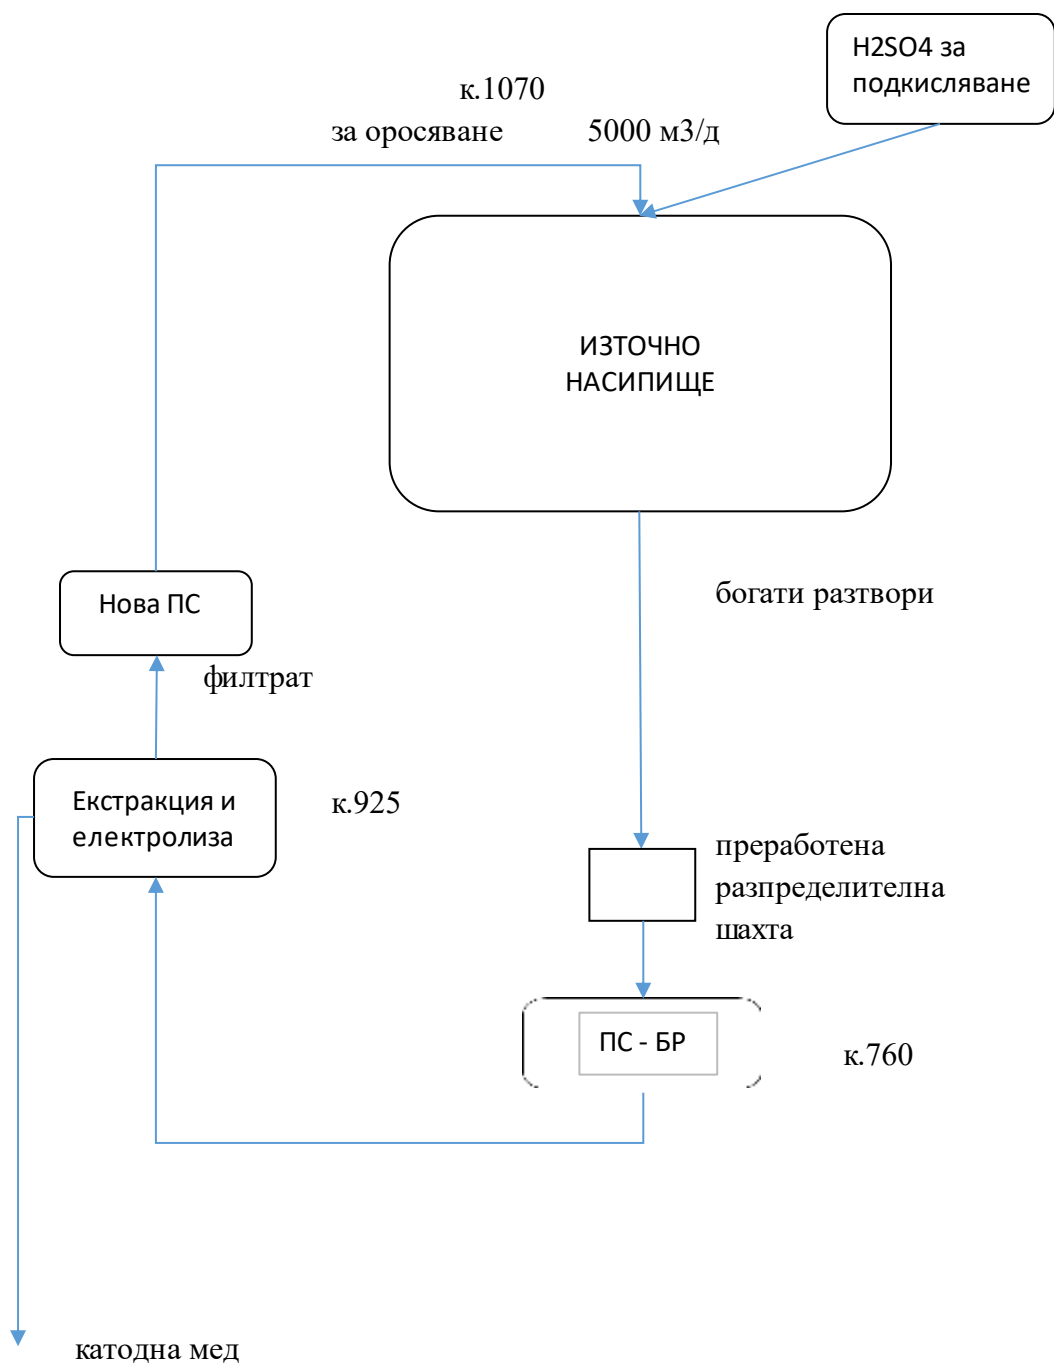 H2SO4 за
подкисляване
к.1070
за оросяване 5000 м3/д
ИЗТОЧНО
НАСИПИЩЕ
богати разтвори
Нова ПС
филтрат
Екстракция и
електролиза
к.925
преработена
разпределителна
шахта
ПС - БР
к.760
катодна мед